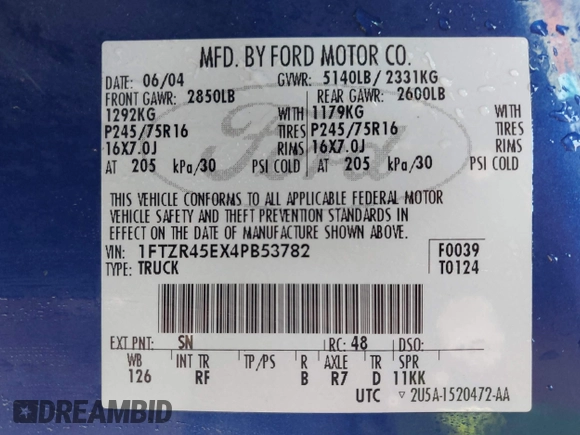 MFD. BY FORD MOTOR CO.
DATE: 06/04 GVWR: 5140LB/ 2331KG
FRONT GAWR: 2850LB REAR GAWR: 2600LB
1292KG WITH 1179KG WITH
P245/75R16 TIRES P245/75R16 TIRES
16X7.0J RIMS 16X7.0J RIMS
AT 205 kPa/30 PSI COLD AT 205 kPa/30 PSI COLD
Ford
THIS VEHICLE CONFORMS TO ALL APPLICABLE FEDERAL MOTOR
VEHICLE SAFETY AND THEFT PREVENTION STANDARDS IN
EFFECT ON THE DATE OF MANUFACTURE SHOWN ABOVE.
VIN: 1FTZR45EX4PB53782 F0039
TYPE: TRUCK T0124
EXT PNT: SN RC: 48 DSO:
WB INT TR TP/PS R AXLE TR SPR
126 RF B R7 D 11KK
UTC ▽ 2U5A-1520472-AA
DREAMBID